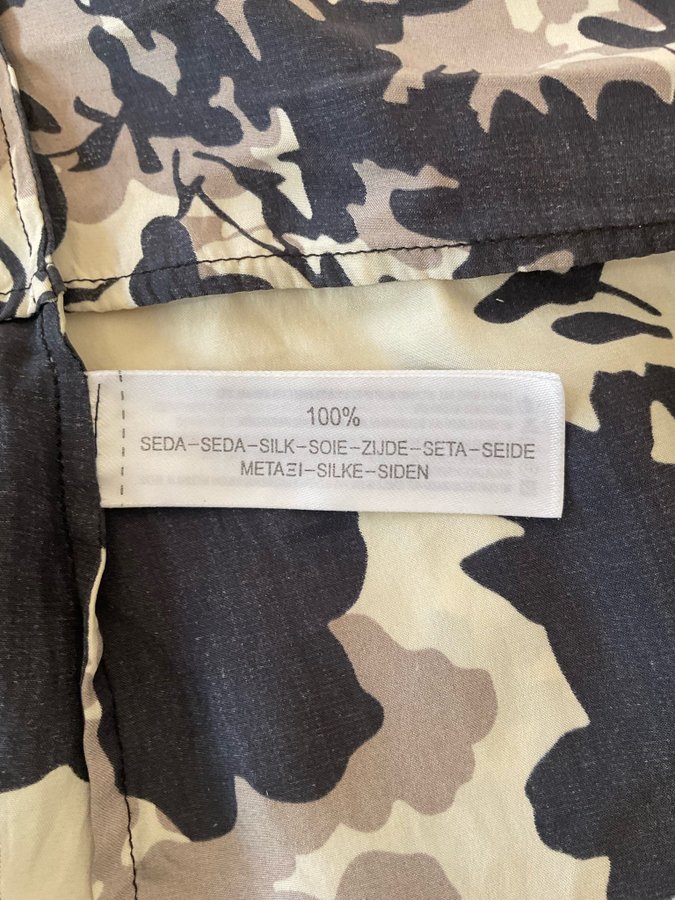 100%
SEDA-SEDA-SILK-SOIE-ZIJDE-SETA-SEIDE
ΜΕΤΑΞΙ-SILKE-SIDEN